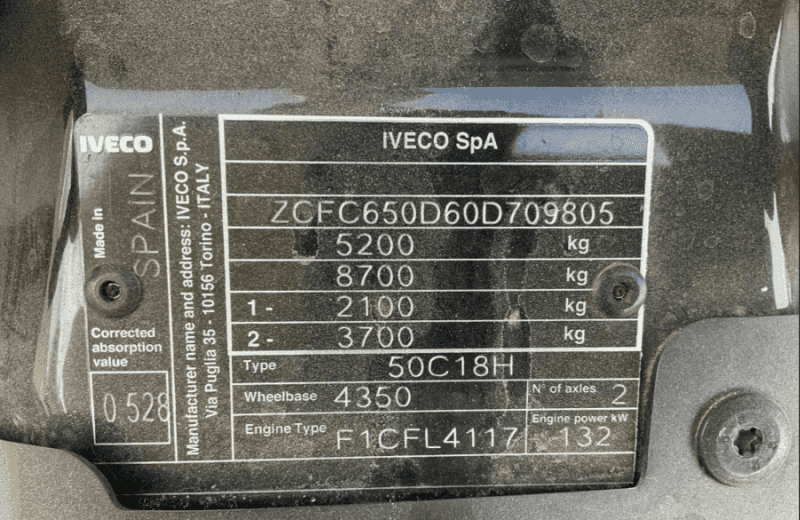 IVECO
Made in
SPAIN
Corrected
absorption
value
0 528
Manufacturer name and address: IVECO S.p.A.
Via Puglia 35 - 10156 Torino - ITALY
IVECO SpA
ZCFC650D60D709805
5200 kg
8700 kg
1- 2100 kg
2- 3700 kg
Type 50C18H
Wheelbase 4350 N° of axles 2
Engine Type F1CFL4117 Engine power kW 132